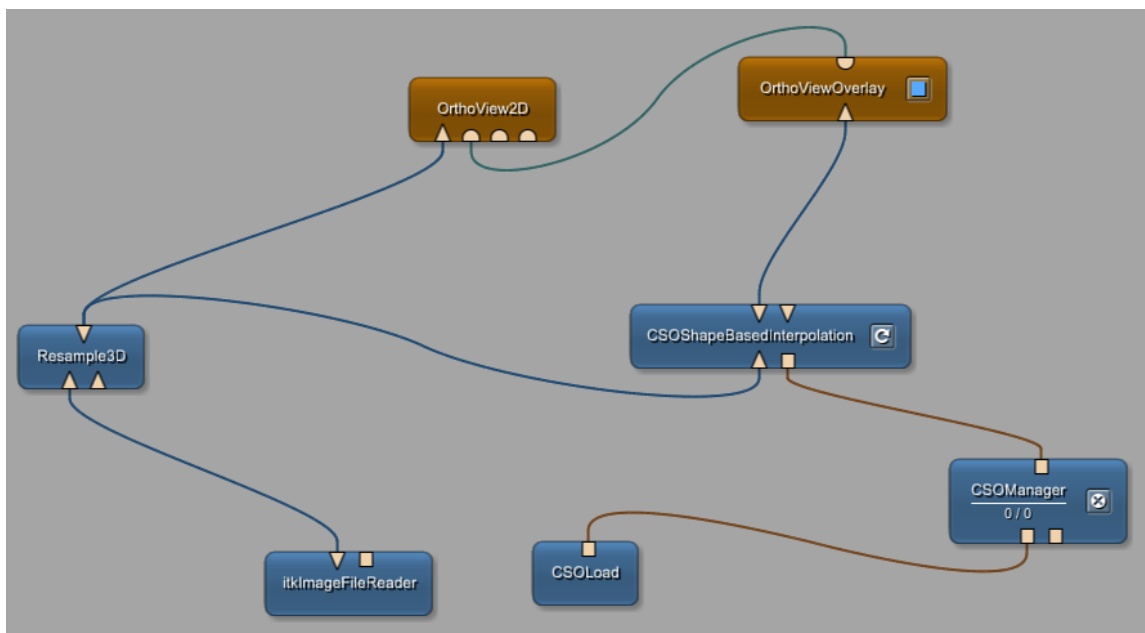 OrthoView2D
OrthoViewOverlay
Resample3D
CSOShapeBasedInterpolation
CSOManager
0 / 0
itkImageFileReader
CSOLoad